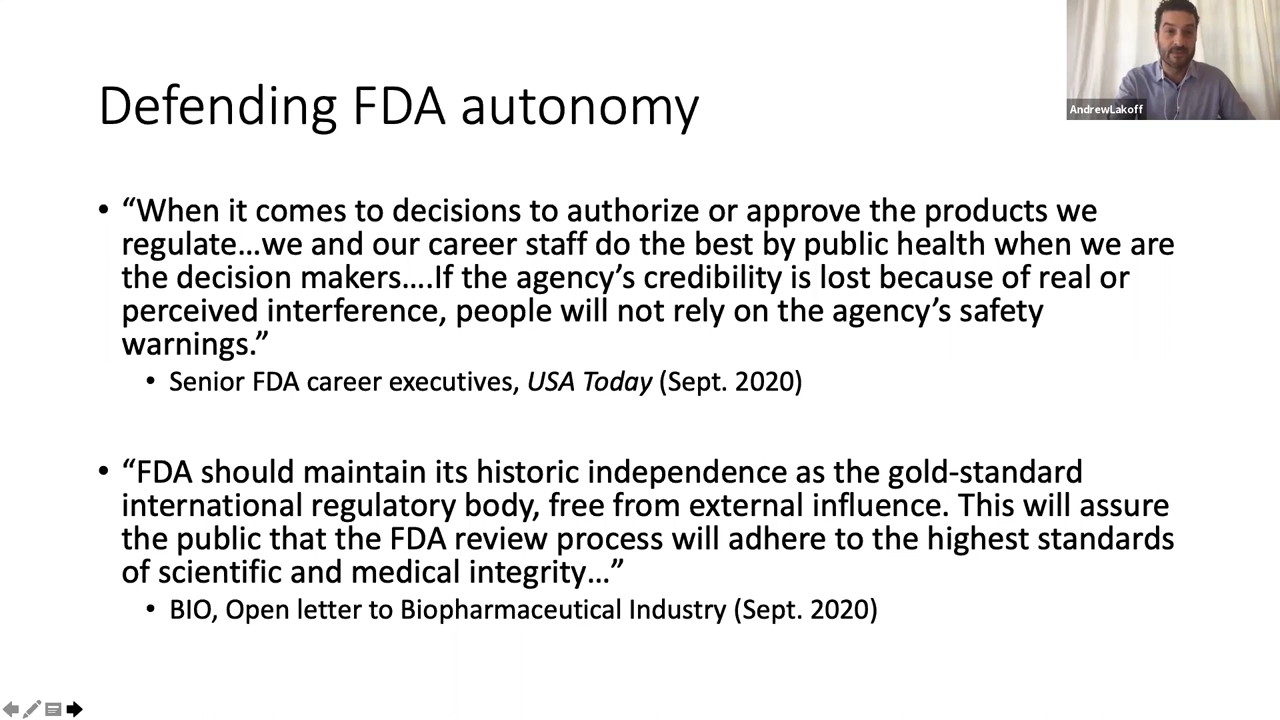 Defending FDA autonomy
AndrewLakoff
• “When it comes to decisions to authorize or approve the products we
regulate…we and our career staff do the best by public health when we are
the decision makers….If the agency’s credibility is lost because of real or
perceived interference, people will not rely on the agency’s safety
warnings.”
• Senior FDA career executives, USA Today (Sept. 2020)
• “FDA should maintain its historic independence as the gold-standard
international regulatory body, free from external influence. This will assure
the public that the FDA review process will adhere to the highest standards
of scientific and medical integrity…”
• BIO, Open letter to Biopharmaceutical Industry (Sept. 2020)